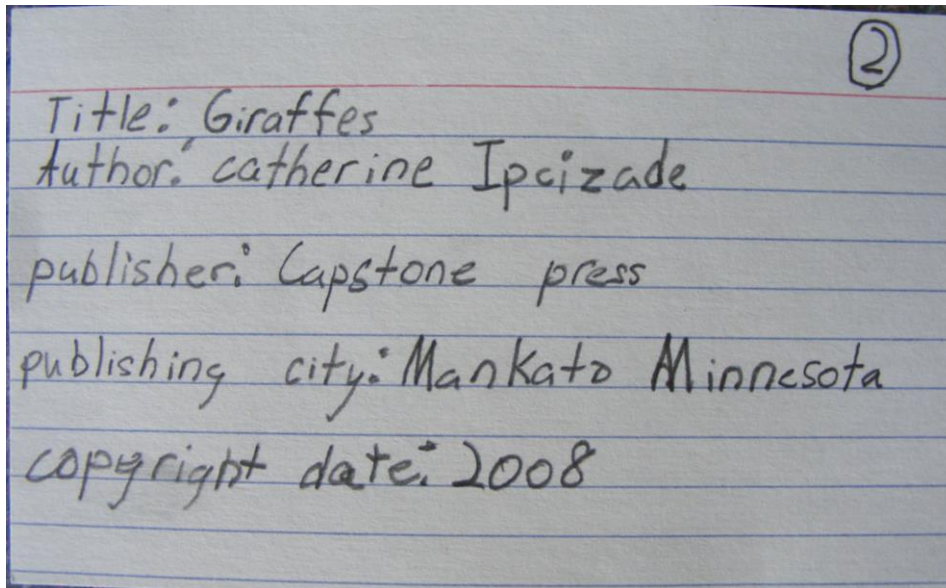 2
Title: Giraffes
Author: catherine Ipcizade
publisher: Capstone press
publishing city: Mankato Minnesota
copyright date: 2008